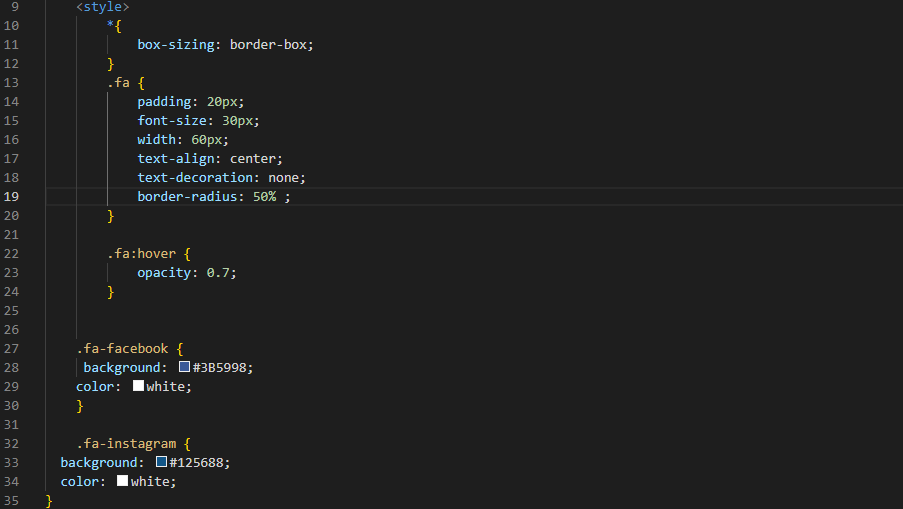 9 <style>
10 *{
11 box-sizing: border-box;
12 }
13 .fa {
14 padding: 20px;
15 font-size: 30px;
16 width: 60px;
17 text-align: center;
18 text-decoration: none;
19 border-radius: 50% ;
20 }
21
22 .fa:hover {
23 opacity: 0.7;
24 }
25
26
27 .fa-facebook {
28 background: #3B5998;
29 color: white;
30 }
31
32 .fa-instagram {
33 background: #125688;
34 color: white;
35 }